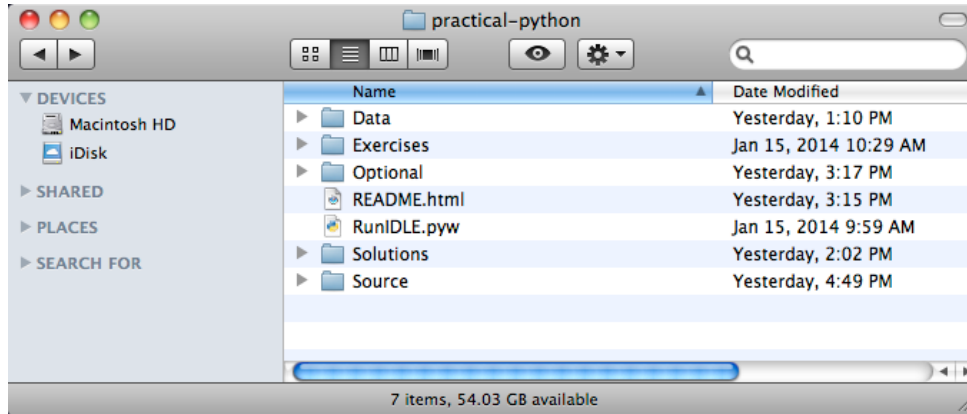 practical-python
DEVICES
Macintosh HD
iDisk
SHARED
PLACES
SEARCH FOR
Name Date Modified
Data Yesterday, 1:10 PM
Exercises Jan 15, 2014 10:29 AM
Optional Yesterday, 3:17 PM
README.html Yesterday, 3:15 PM
RunIDLE.pyw Jan 15, 2014 9:59 AM
Solutions Yesterday, 2:02 PM
Source Yesterday, 4:49 PM
7 items, 54.03 GB available